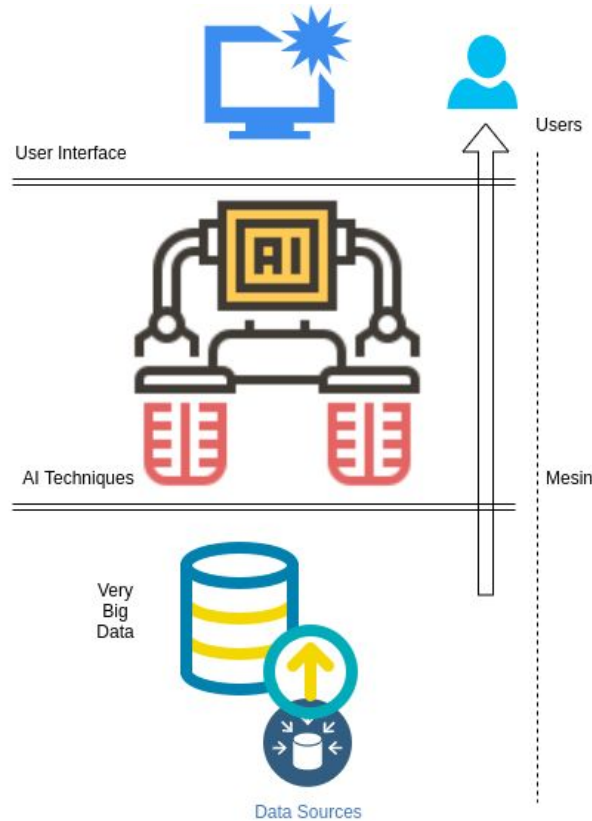 Users
User Interface
AI
AI Techniques
Mesin
Very
Big
Data
Data Sources